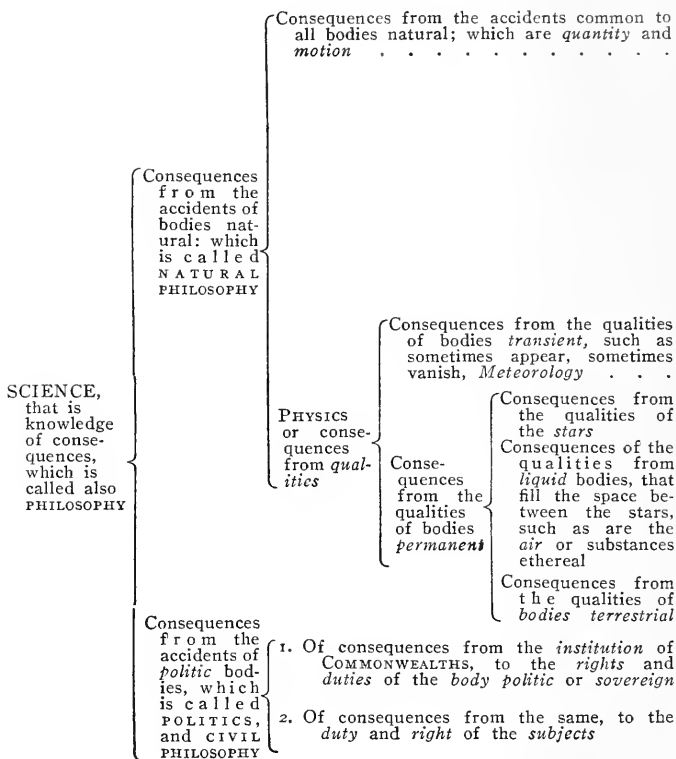 Consequences from the accidents common to
all bodies natural; which are quantity and
motion . . . . . . . . . . .
Consequences
from the
accidents of
bodies nat-
ural: which
is called
NATURAL
PHILOSOPHY
Consequences from the qualities
of bodies transient, such as
sometimes appear, sometimes
vanish, Meteorology . . .
SCIENCE,
that is
knowledge
of conse-
quences,
which is
called also
PHILOSOPHY
PHYSICS
or conse-
quences
from qual-
ities
Conse-
quences
from the
qualities
of bodies
permanent
Consequences from
the qualities of
the stars
Consequences of the
qualities from
liquid bodies, that
fill the space be-
tween the stars,
such as are the
air or substances
ethereal
Consequences from
the qualities of
bodies terrestrial
Consequences
from the
accidents of
politic bod-
ies, which
is called
POLITICS,
and CIVIL
PHILOSOPHY
1. Of consequences from the institution of
COMMONWEALTHS, to the rights and
duties of the body politic or sovereign
2. Of consequences from the same, to the
duty and right of the subjects